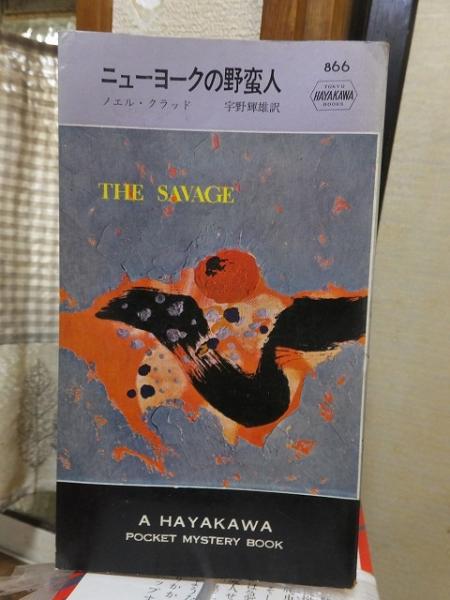 ニューヨークの野蛮人
866
ノエル・クラッド 宇野輝雄訳
TOKYO
HAYAKAWA
BOOKS
THE SAVAGE
A HAYAKAWA
POCKET MYSTERY BOOK